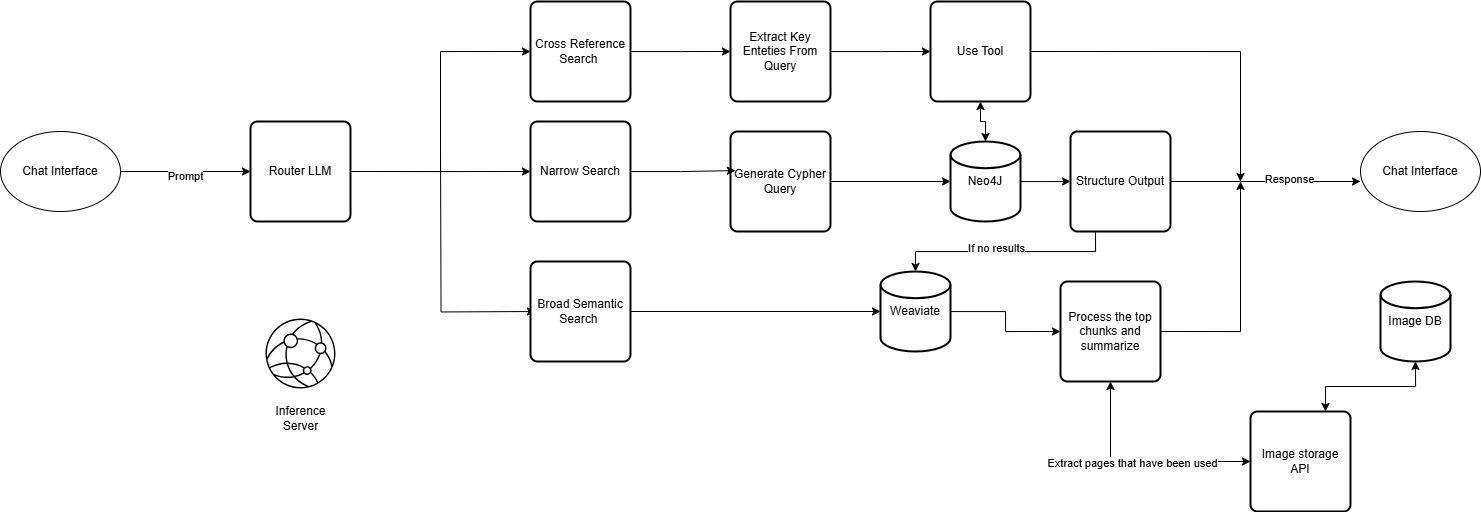 Cross Reference
Search
Extract Key
Enteties From
Query
Use Tool
Chat Interface
Prompt
Router LLM
Narrow Search
Generate Cypher
Query
Neo4J
Structure Output
Response
Chat Interface
If no results
Broad Semantic
Search
Weaviate
Process the top
chunks and
summarize
Image DB
Inference
Server
Extract pages that have been used
Image storage
API